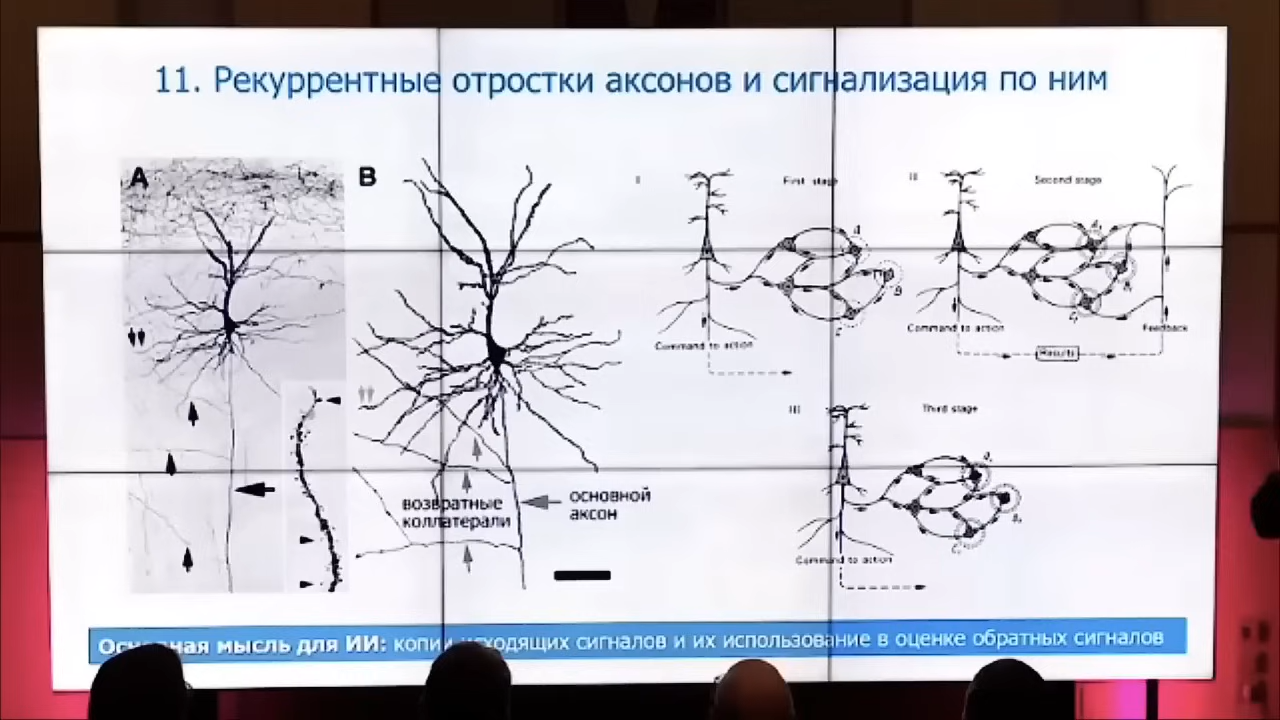 11. Рекуррентные отростки аксонов и сигнализация по ним
A
B
возвратные
коллатерали
основной
аксон
I
First stage
Command to action
II
Second stage
Command to action
Feedback
Results
III
Third stage
Command to action
Основная мысль для ИИ: копии исходящих сигналов и их использование в оценке обратных сигналов